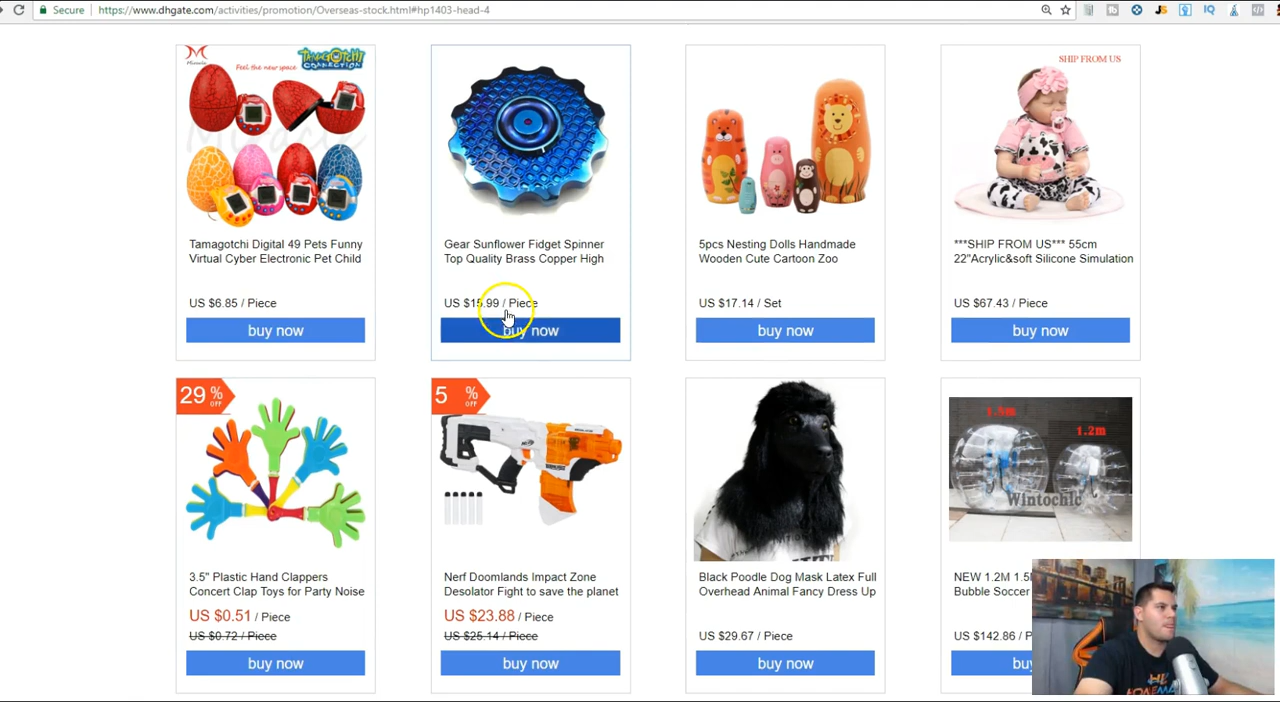 Secure
https://www.dhgate.com/activities/promotion/Overseas-stock.html#hp1403-head-4
Feel the new space
TAMAGOTCHI
CONNECTION
Tamagotchi Digital 49 Pets Funny
Virtual Cyber Electronic Pet Child
US $6.85 / Piece
buy now
Gear Sunflower Fidget Spinner
Top Quality Brass Copper High
US $15.99 / Piece
buy now
5pcs Nesting Dolls Handmade
Wooden Cute Cartoon Zoo
US $17.14 / Set
buy now
SHIP FROM US
***SHIP FROM US*** 55cm
22"Acrylic&soft Silicone Simulation
US $67.43 / Piece
buy now
29 % OFF
3.5" Plastic Hand Clappers
Concert Clap Toys for Party Noise
US $0.51 / Piece
US $0.72 / Piece
buy now
5 % OFF
NERF
Nerf Doomlands Impact Zone
Desolator Fight to save the planet
US $23.88 / Piece
US $25.14 / Piece
buy now
Black Poodle Dog Mask Latex Full
Overhead Animal Fancy Dress Up
US $29.67 / Piece
buy now
1.8m
1.2m
Wintochic
NEW 1.2M 1.5
Bubble Soccer
US $142.86 / P